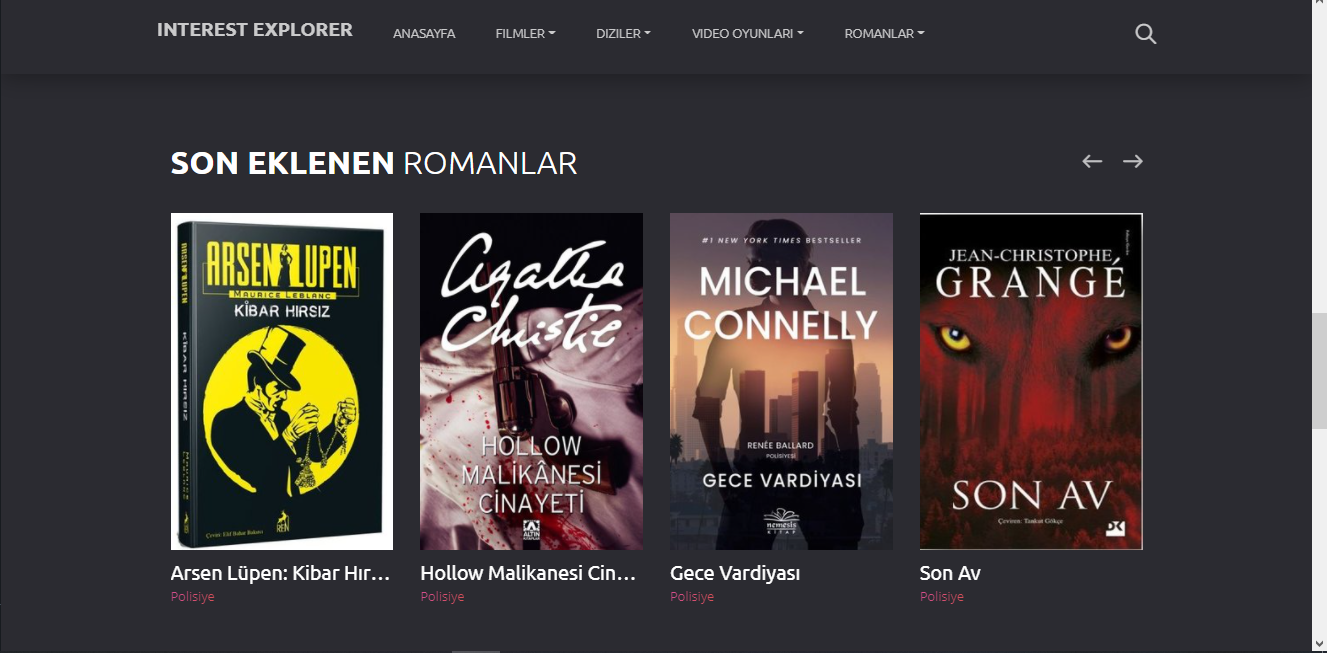 INTEREST EXPLORER
ANASAYFA FILMLER DIZILER VIDEO OYUNLARI ROMANLAR
SON EKLENEN ROMANLAR
ARSEN LUPEN
ARSEN LUPEN
MAURICE LEBLANC
KİBAR HIRSIZ
KİBAR HIRSIZ
Çeviri: Elif Bahar Bakırcı
REN
Agatha
Christie
HOLLOW
MALİKÂNESİ
CİNAYETİ
ALTIN
KİTAPLAR
#1 NEW YORK TIMES BESTSELLER
MICHAEL
CONNELLY
RENÉE BALLARD
POLİSİYESİ
GECE VARDİYASI
nemesis
KİTAP
JEAN-CHRISTOPHE
GRANGÉ
SON AV
Çeviren: Tankut Gökçe
DK
Arsen Lüpen: Kibar Hır...
Polisiye
Hollow Malikanesi Cin...
Polisiye
Gece Vardiyası
Polisiye
Son Av
Polisiye